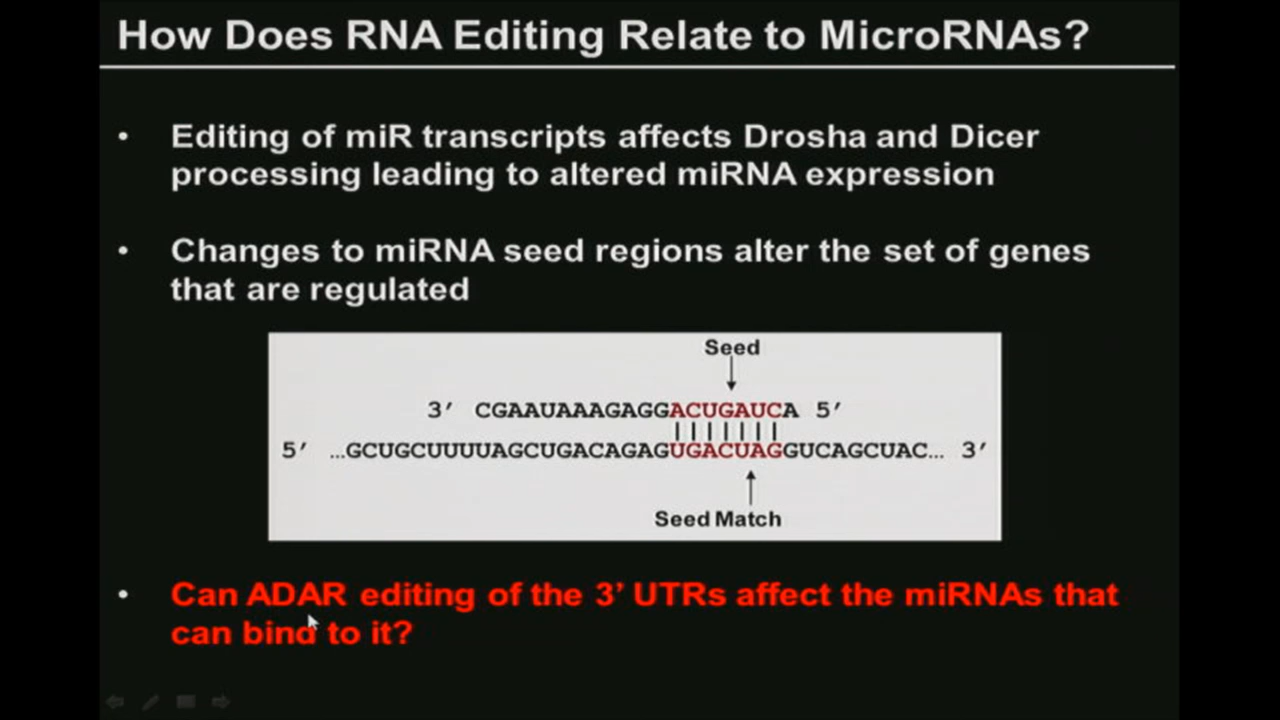 How Does RNA Editing Relate to MicroRNAs?
• Editing of miR transcripts affects Drosha and Dicer
processing leading to altered miRNA expression
• Changes to miRNA seed regions alter the set of genes
that are regulated
Seed
3′ CGAAUAAAGAGGACUGAUCA 5′
5′ …GCUGCUUUUAGCUGACAGAGUGACUAGGUCAGCUAC… 3′
Seed Match
• Can ADAR editing of the 3’ UTRs affect the miRNAs that
can bind to it?